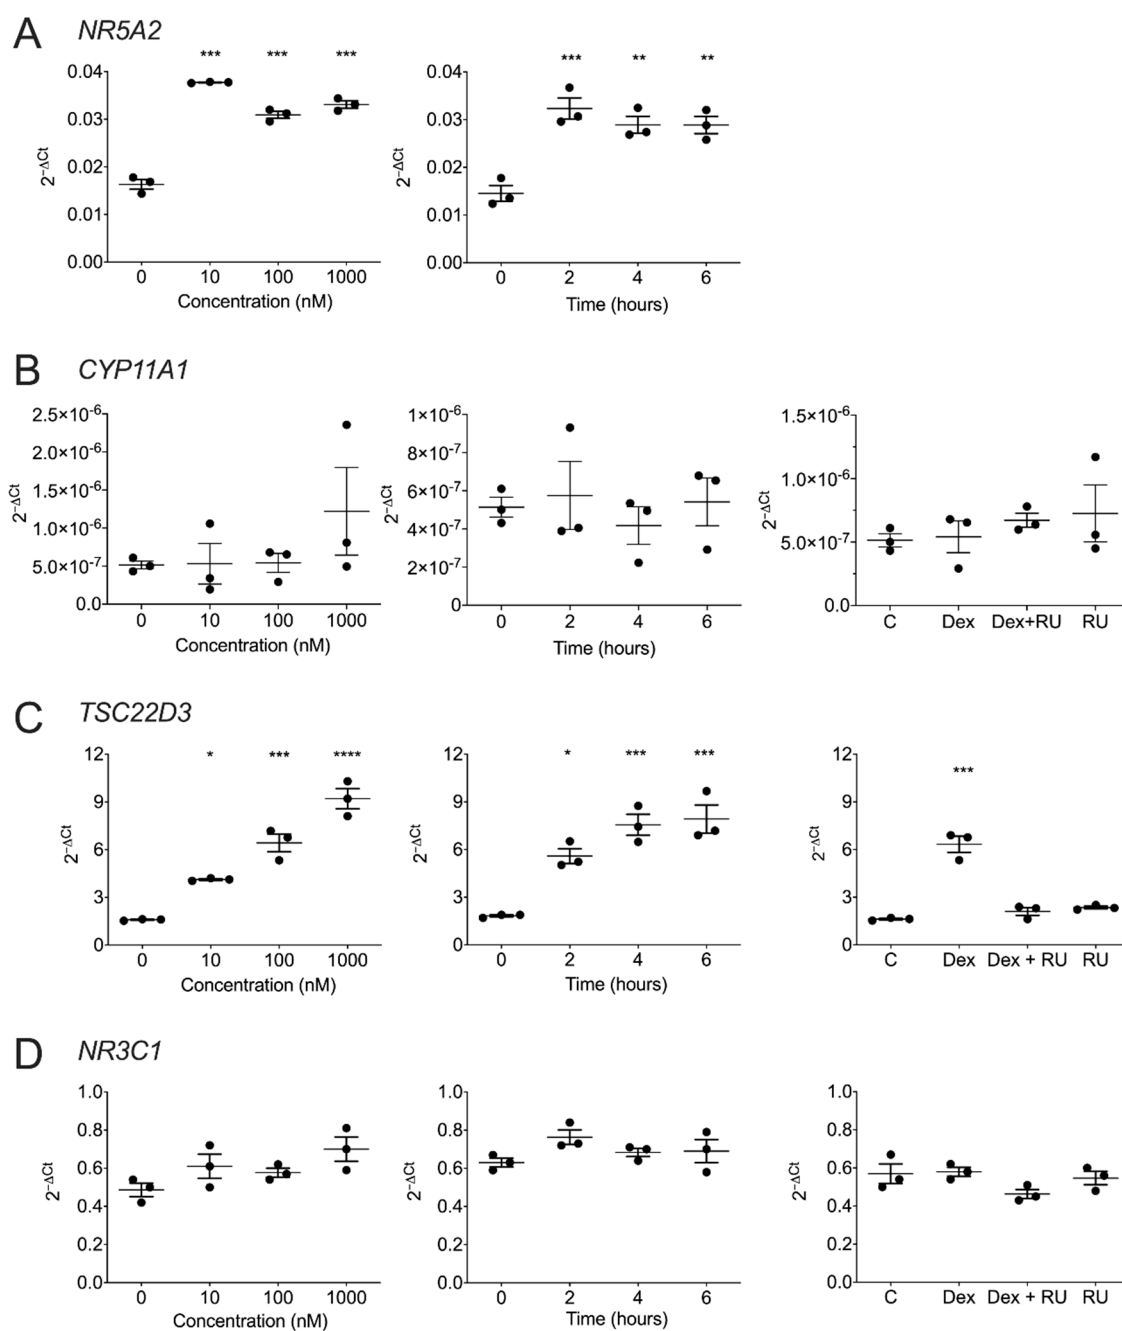 A NR5A2
*** *** ***
0.04
0.03
0.02
0.01
0.00
2⁻ΔCt
0 10 100 1000
Concentration (nM)
*** ** **
0.04
0.03
0.02
0.01
0.00
2⁻ΔCt
0 2 4 6
Time (hours)
B CYP11A1
2.5×10⁻⁶
2.0×10⁻⁶
1.5×10⁻⁶
1.0×10⁻⁶
5.0×10⁻⁷
0.0
2⁻ΔCt
0 10 100 1000
Concentration (nM)
1×10⁻⁶
8×10⁻⁷
6×10⁻⁷
4×10⁻⁷
2×10⁻⁷
0
2⁻ΔCt
0 2 4 6
Time (hours)
1.5×10⁻⁶
1.0×10⁻⁶
5.0×10⁻⁷
0.0
2⁻ΔCt
C Dex Dex+RU RU
C TSC22D3
* *** ****
12
9
6
3
0
2⁻ΔCt
0 10 100 1000
Concentration (nM)
* *** ***
12
9
6
3
0
2⁻ΔCt
0 2 4 6
Time (hours)
***
12
9
6
3
0
2⁻ΔCt
C Dex Dex + RU RU
D NR3C1
1.0
0.8
0.6
0.4
0.2
0.0
2⁻ΔCt
0 10 100 1000
Concentration (nM)
1.0
0.8
0.6
0.4
0.2
0.0
2⁻ΔCt
0 2 4 6
Time (hours)
1.0
0.8
0.6
0.4
0.2
0.0
2⁻ΔCt
C Dex Dex + RU RU